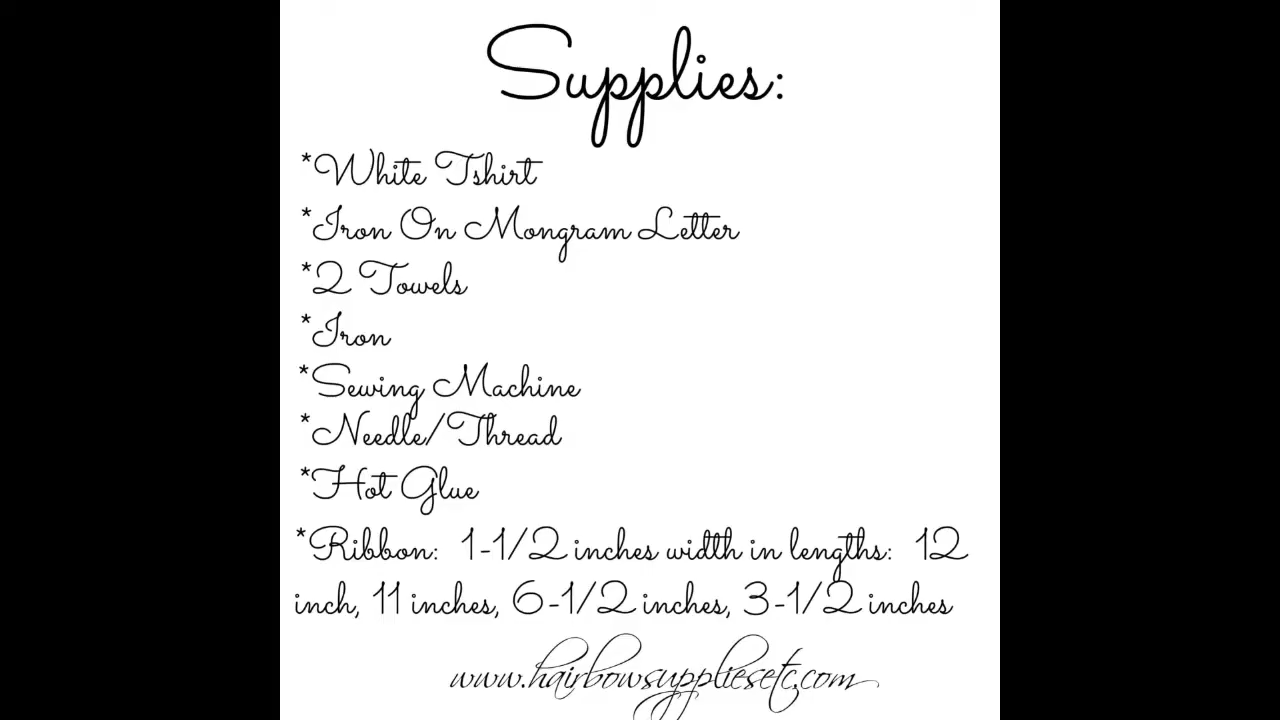 Supplies:
*White Tshirt
*Iron On Mongram Letter
*2 Towels
*Iron
*Sewing Machine
*Needle/Thread
*Hot Glue
*Ribbon: 1-1/2 inches width in lengths: 12
inch, 11 inches, 6-1/2 inches, 3-1/2 inches
www.hairbowsuppliesetc.com